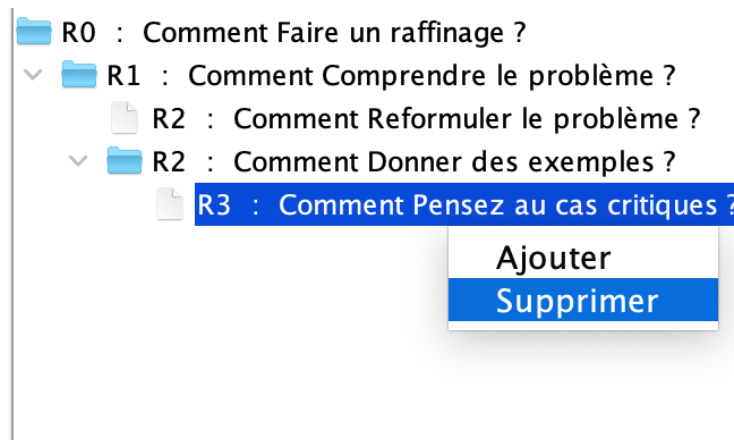 R0 : Comment Faire un raffinage ?
R1 : Comment Comprendre le problème ?
R2 : Comment Reformuler le problème ?
R2 : Comment Donner des exemples ?
R3 : Comment Pensez au cas critiques ?
Ajouter
Supprimer